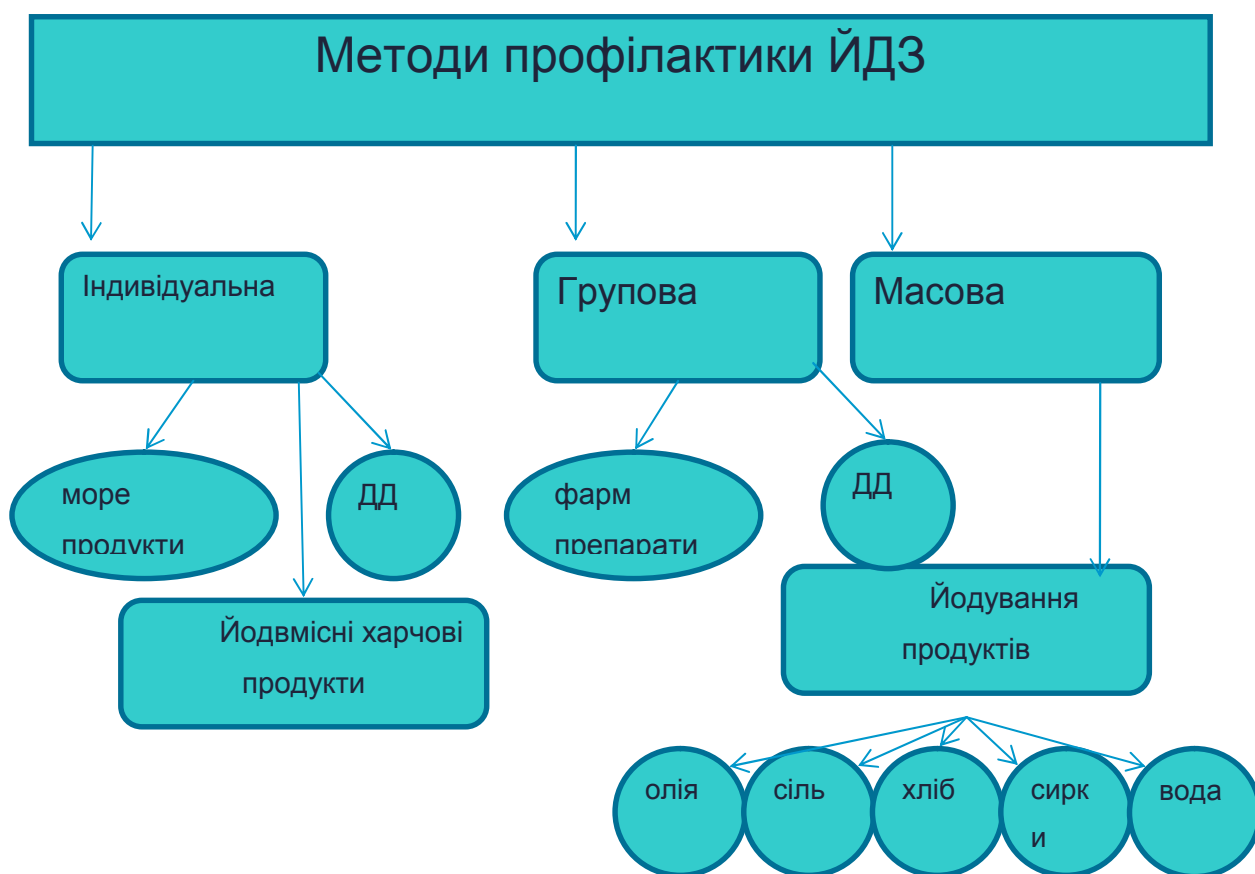 Методи профілактики ЙДЗ
Індивідуальна
Групова
Масова
море
продукти
ДД
фарм
препарати
ДД
Йодвмісні харчові
продукти
Йодування
продуктів
олія
сіль
хліб
сирк
и
вода